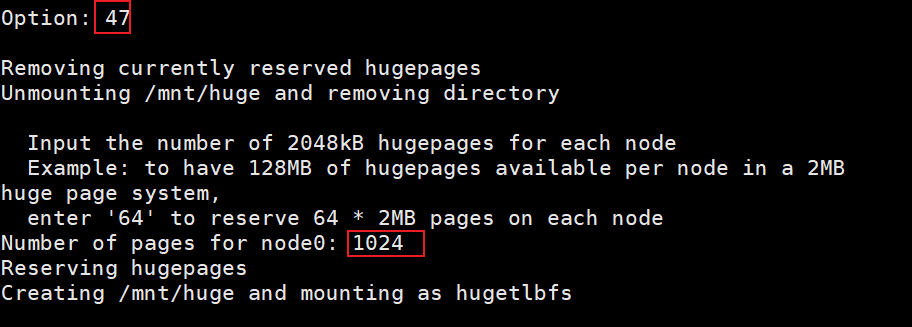 Option: 47
Removing currently reserved hugepages
Unmounting /mnt/huge and removing directory
Input the number of 2048kB hugepages for each node
Example: to have 128MB of hugepages available per node in a 2MB
huge page system,
enter '64' to reserve 64 * 2MB pages on each node
Number of pages for node0: 1024
Reserving hugepages
Creating /mnt/huge and mounting as hugetlbfs